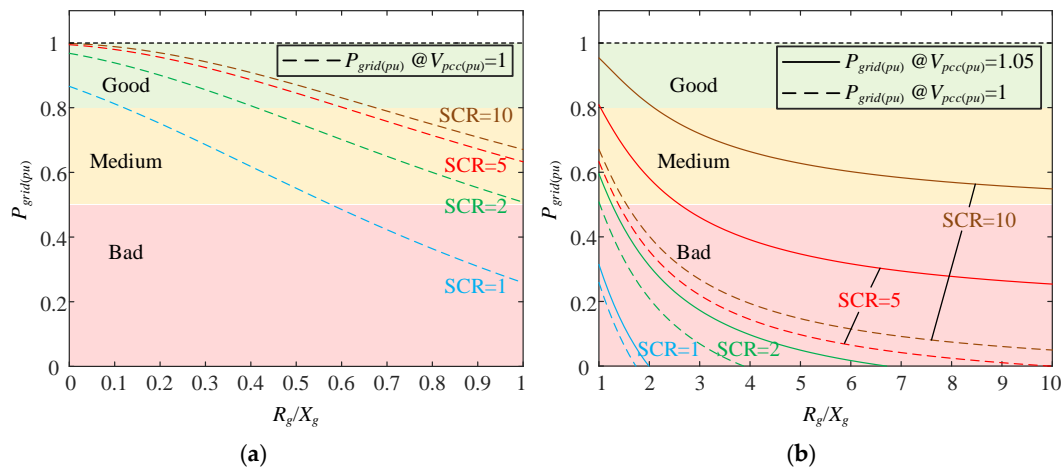 P_grid(pu)
1
0.8
0.6
0.4
0.2
0
P_grid(pu) @V_pcc(pu)=1
Good
Medium
Bad
SCR=10
SCR=5
SCR=2
SCR=1
0 0.1 0.2 0.3 0.4 0.5 0.6 0.7 0.8 0.9 1
R_g/X_g
(a)
1
0.8
0.6
0.4
0.2
0
P_grid(pu) @V_pcc(pu)=1.05
P_grid(pu) @V_pcc(pu)=1
Good
Medium
Bad
SCR=10
SCR=5
SCR=1
SCR=2
1 2 3 4 5 6 7 8 9 10
R_g/X_g
(b)